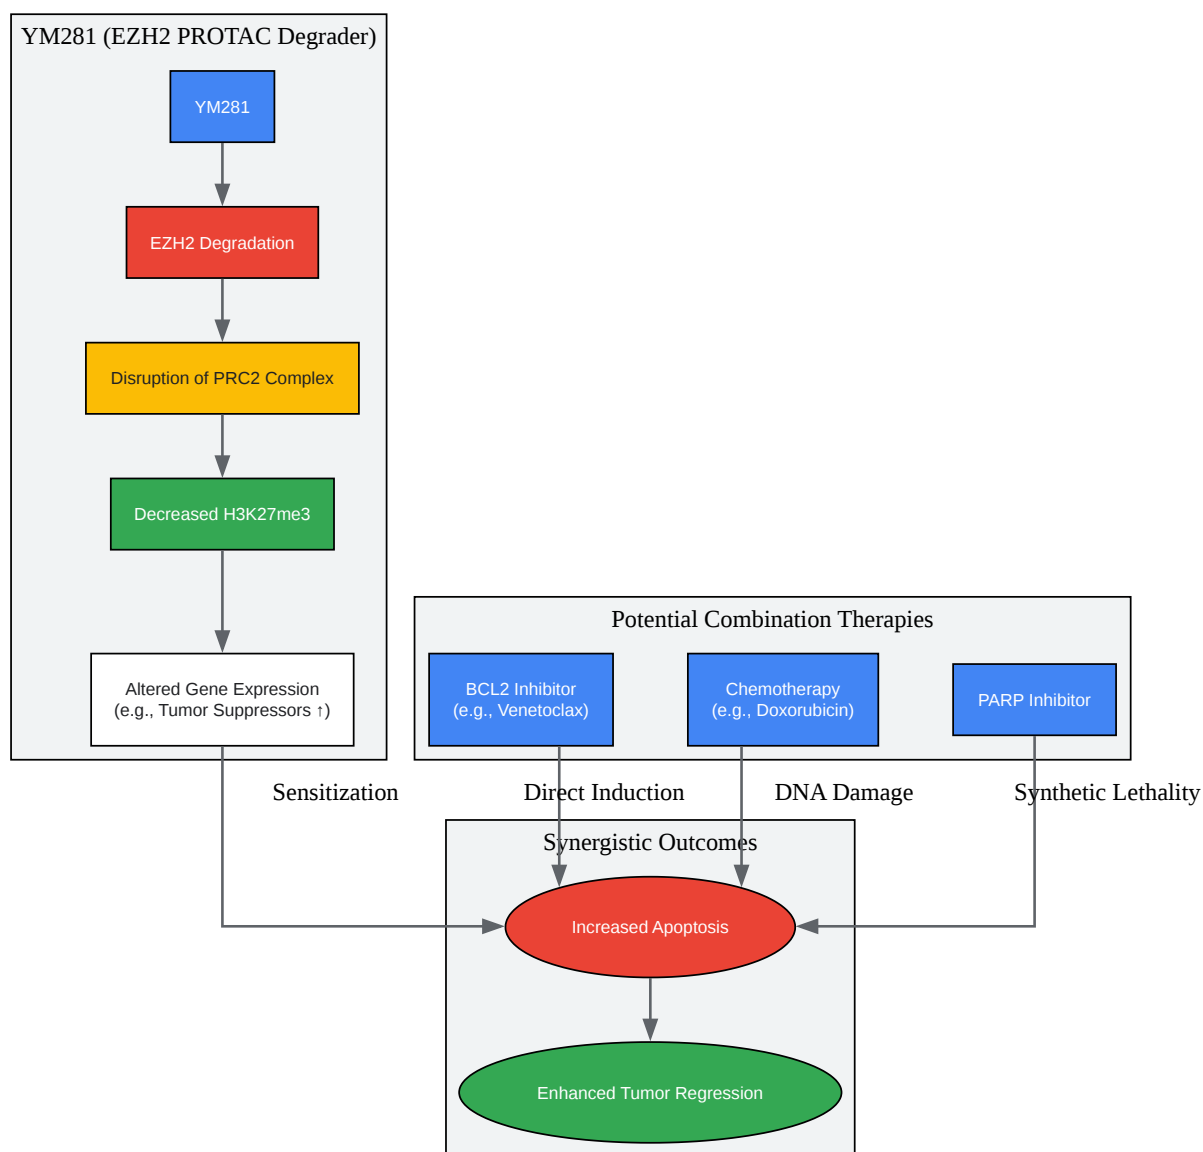 YM281 (EZH2 PROTAC Degrader)
YM281
EZH2 Degradation
Disruption of PRC2 Complex
Decreased H3K27me3
Altered Gene Expression
(e.g., Tumor Suppressors ↑)
Potential Combination Therapies
BCL2 Inhibitor
(e.g., Venetoclax)
Chemotherapy
(e.g., Doxorubicin)
PARP Inhibitor
Sensitization
Direct Induction
DNA Damage
Synthetic Lethality
Synergistic Outcomes
Increased Apoptosis
Enhanced Tumor Regression